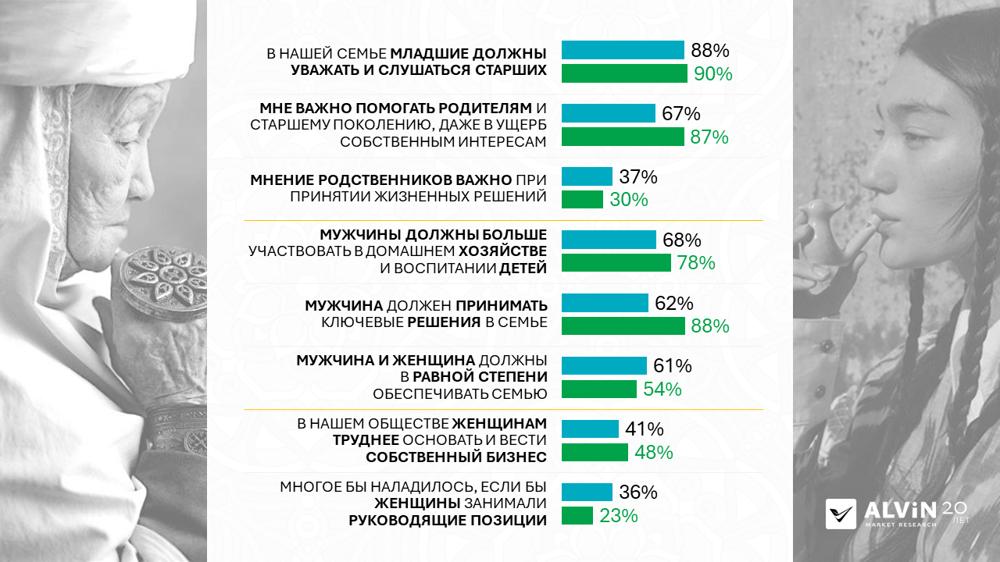 В НАШЕЙ СЕМЬЕ МЛАДШИЕ ДОЛЖНЫ
УВАЖАТЬ И СЛУШАТЬСЯ СТАРШИХ
88%
90%
МНЕ ВАЖНО ПОМОГАТЬ РОДИТЕЛЯМ И
СТАРШЕМУ ПОКОЛЕНИЮ, ДАЖЕ В УЩЕРБ
СОБСТВЕННЫМ ИНТЕРЕСАМ
67%
87%
МНЕНИЕ РОДСТВЕННИКОВ ВАЖНО ПРИ
ПРИНЯТИИ ЖИЗНЕННЫХ РЕШЕНИЙ
37%
30%
МУЖЧИНЫ ДОЛЖНЫ БОЛЬШЕ
УЧАСТВОВАТЬ В ДОМАШНЕМ ХОЗЯЙСТВЕ
И ВОСПИТАНИИ ДЕТЕЙ
68%
78%
МУЖЧИНА ДОЛЖЕН ПРИНИМАТЬ
КЛЮЧЕВЫЕ РЕШЕНИЯ В СЕМЬЕ
62%
88%
МУЖЧИНА И ЖЕНЩИНА ДОЛЖНЫ
В РАВНОЙ СТЕПЕНИ
ОБЕСПЕЧИВАТЬ СЕМЬЮ
61%
54%
В НАШЕМ ОБЩЕСТВЕ ЖЕНЩИНАМ
ТРУДНЕЕ ОСНОВАТЬ И ВЕСТИ
СОБСТВЕННЫЙ БИЗНЕС
41%
48%
МНОГОЕ БЫ НАЛАДИЛОСЬ, ЕСЛИ БЫ
ЖЕНЩИНЫ ЗАНИМАЛИ
РУКОВОДЯЩИЕ ПОЗИЦИИ
36%
23%
ALViN 20
MARKET RESEARCH ЛЕТ